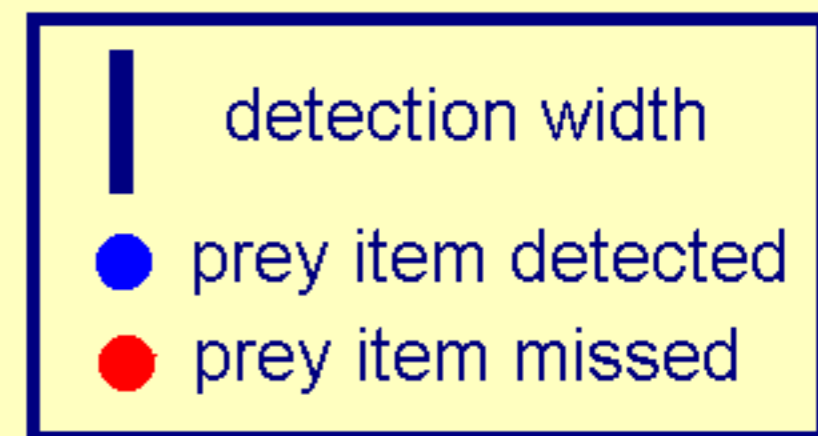 detection width
prey item detected
prey item missed